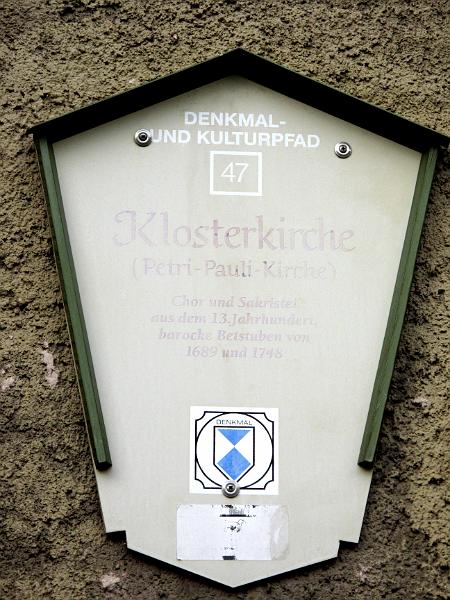 DENKMAL-
UND KULTURPFAD
47
Klosterkirche
(Petri-Pauli-Kirche)
Chor und Sakristei
aus dem 13.Jahrhundert,
barocke Betstuben von
1689 und 1748
DENKMAL